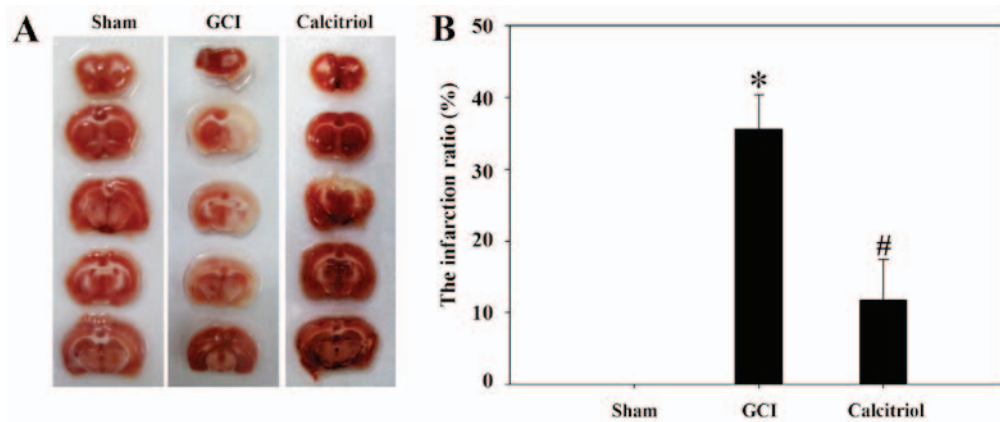 A
Sham GCI Calcitriol
B
The infarction ratio (%)
50
40
30
20
10
0
*
#
Sham GCI Calcitriol